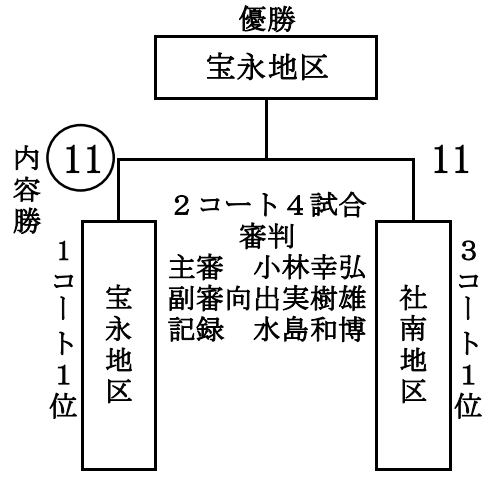 優勝
宝永地区
内容勝
11
11
２コート４試合
審判
主審　小林幸弘
副審向出実樹雄
記録　水島和博
１コート１位
宝永地区
社南地区
３コート１位